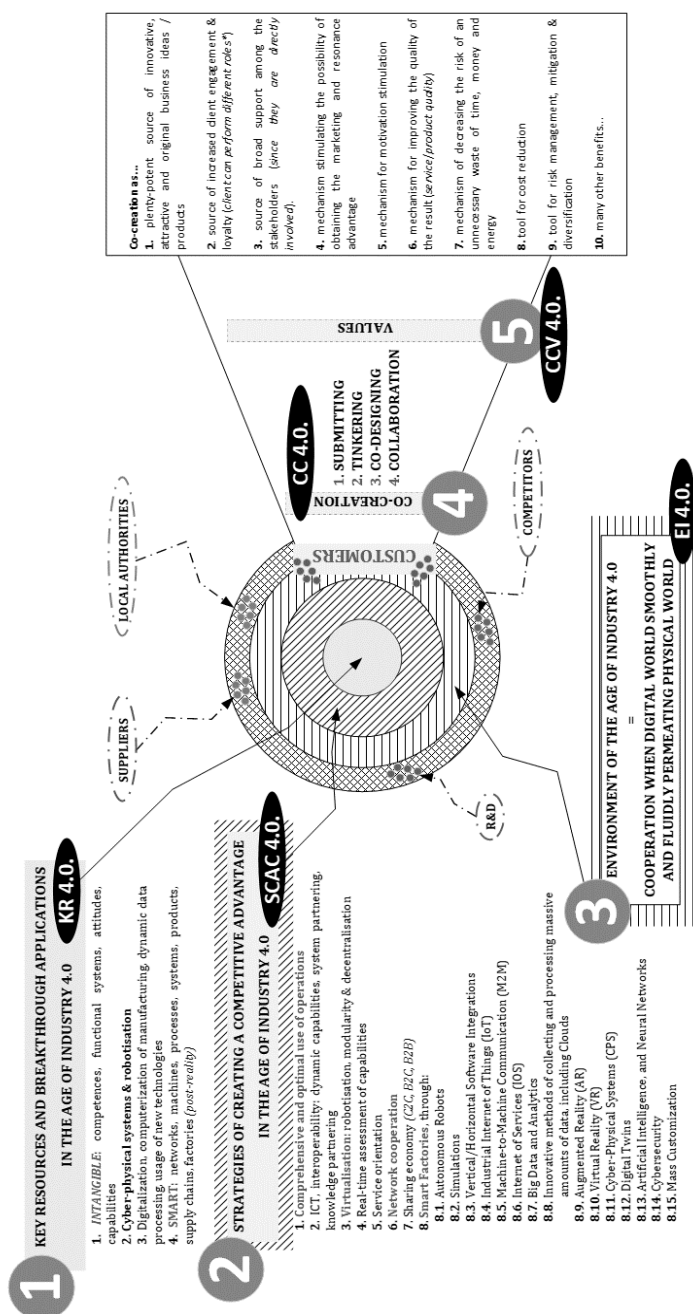 1
KEY RESOURCES AND BREAKTHROUGH APPLICATIONS
IN THE AGE OF INDUSTRY 4.0
KR 4.0.
1. INTANGIBLE: competences, functional systems, attitudes,
capabilities
2. Cyber-physical systems & robotisation
3. Digitalization, computerization of manufacturing, dynamic data
processing, usage of new technologies
4. SMART: networks, machines, processes, systems, products,
supply chains, factories (post-reality)
2
STRATEGIES OF CREATING A COMPETITIVE ADVANTAGE
IN THE AGE OF INDUSTRY 4.0
SCAC 4.0.
1. Comprehensive and optimal use of operations
2. ICT, interoperability: dynamic capabilities, system partnering,
knowledge partnering
3. Virtualisation: robotisation, modularity & decentralisation
4. Real-time assessment of capabilities
5. Service orientation
6. Network cooperation
7. Sharing economy (C2C, B2C, B2B)
8. Smart Factories, through:
8.1. Autonomous Robots
8.2. Simulations
8.3. Vertical/Horizontal Software Integrations
8.4. Industrial Internet of Things (IoT)
8.5. Machine-to-Machine Communication (M2M)
8.6. Internet of Services (IOS)
8.7. Big Data and Analytics
8.8. Innovative methods of collecting and processing massive
amounts of data, including Clouds
8.9. Augmented Reality (AR)
8.10. Virtual Reality (VR)
8.11. Cyber-Physical Systems (CPS)
8.12. Digital Twins
8.13. Artificial Intelligence, and Neural Networks
8.14. Cybersecurity
8.15. Mass Customization
SUPPLIERS
LOCAL AUTHORITIES
R&D
COMPETITORS
CUSTOMERS
3
ENVIRONMENT OF THE AGE OF INDUSTRY 4.0
=
COOPERATION WHEN DIGITAL WORLD SMOOTHLY
AND FLUIDLY PERMEATING PHYSICAL WORLD
EI 4.0.
4
CO-CREATION
CC 4.0.
1. SUBMITTING
2. TINKERING
3. CO-DESIGNING
4. COLLABORATION
5
VALUES
CCV 4.0.
Co-creation as...
1. plenty-potent source of innovative,
attractive and original business ideas /
products
2. source of increased client engagement &
loyalty (client can perform different roles*)
3. source of broad support among the
stakeholders (since they are directly
involved).
4. mechanism stimulating the possibility of
obtaining the marketing and resonance
advantage
5. mechanism for motivation stimulation
6. mechanism for improving the quality of
the result (service/product quality)
7. mechanism of decreasing the risk of an
unnecessary waste of time, money and
energy
8. tool for cost reduction
9. tool for risk management, mitigation &
diversification
10. many other benefits...